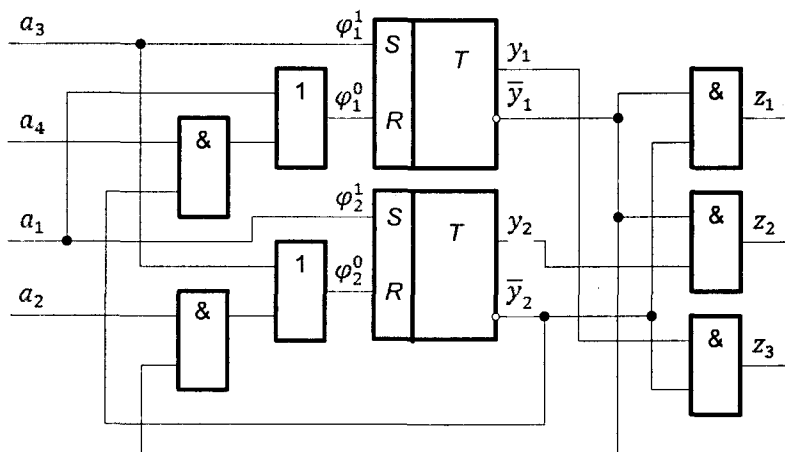 a₃ φ₁¹ S T y₁
1 φ₁⁰ ȳ₁ & z₁
a₄ & R
φ₂¹ S T y₂ & z₂
a₁ 1 φ₂⁰ R ȳ₂
a₂ & & z₃